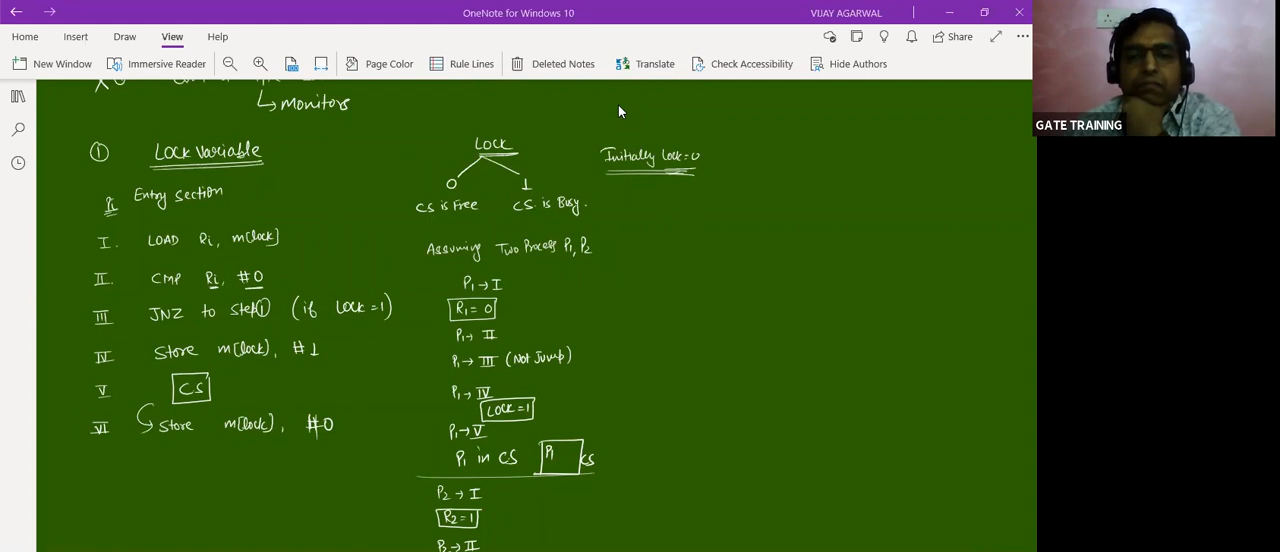 OneNote for Windows 10
VIJAY AGARWAL
Home Insert Draw View Help
Share
New Window Immersive Reader Page Color Rule Lines Deleted Notes Translate Check Accessibility Hide Authors
GATE TRAINING
↳ monitors
① Lock Variable
Pi Entry Section
I. LOAD Ri, m[lock]
II. CMP Ri, #0
III JNZ to Step① (if Lock=1)
IV Store m[lock], #1
V CS
VI Store m[lock], #0
Lock
0 1
CS is Free CS is Busy.
Assuming Two Process P1, P2
P1 → I
R1 = 0
P1 → II
P1 → III (Not Jump)
P1 → IV
Lock = 1
P1 → V
P1 in CS P1 CS
P2 → I
R2 = 1
P2 → II
Initially Lock=0